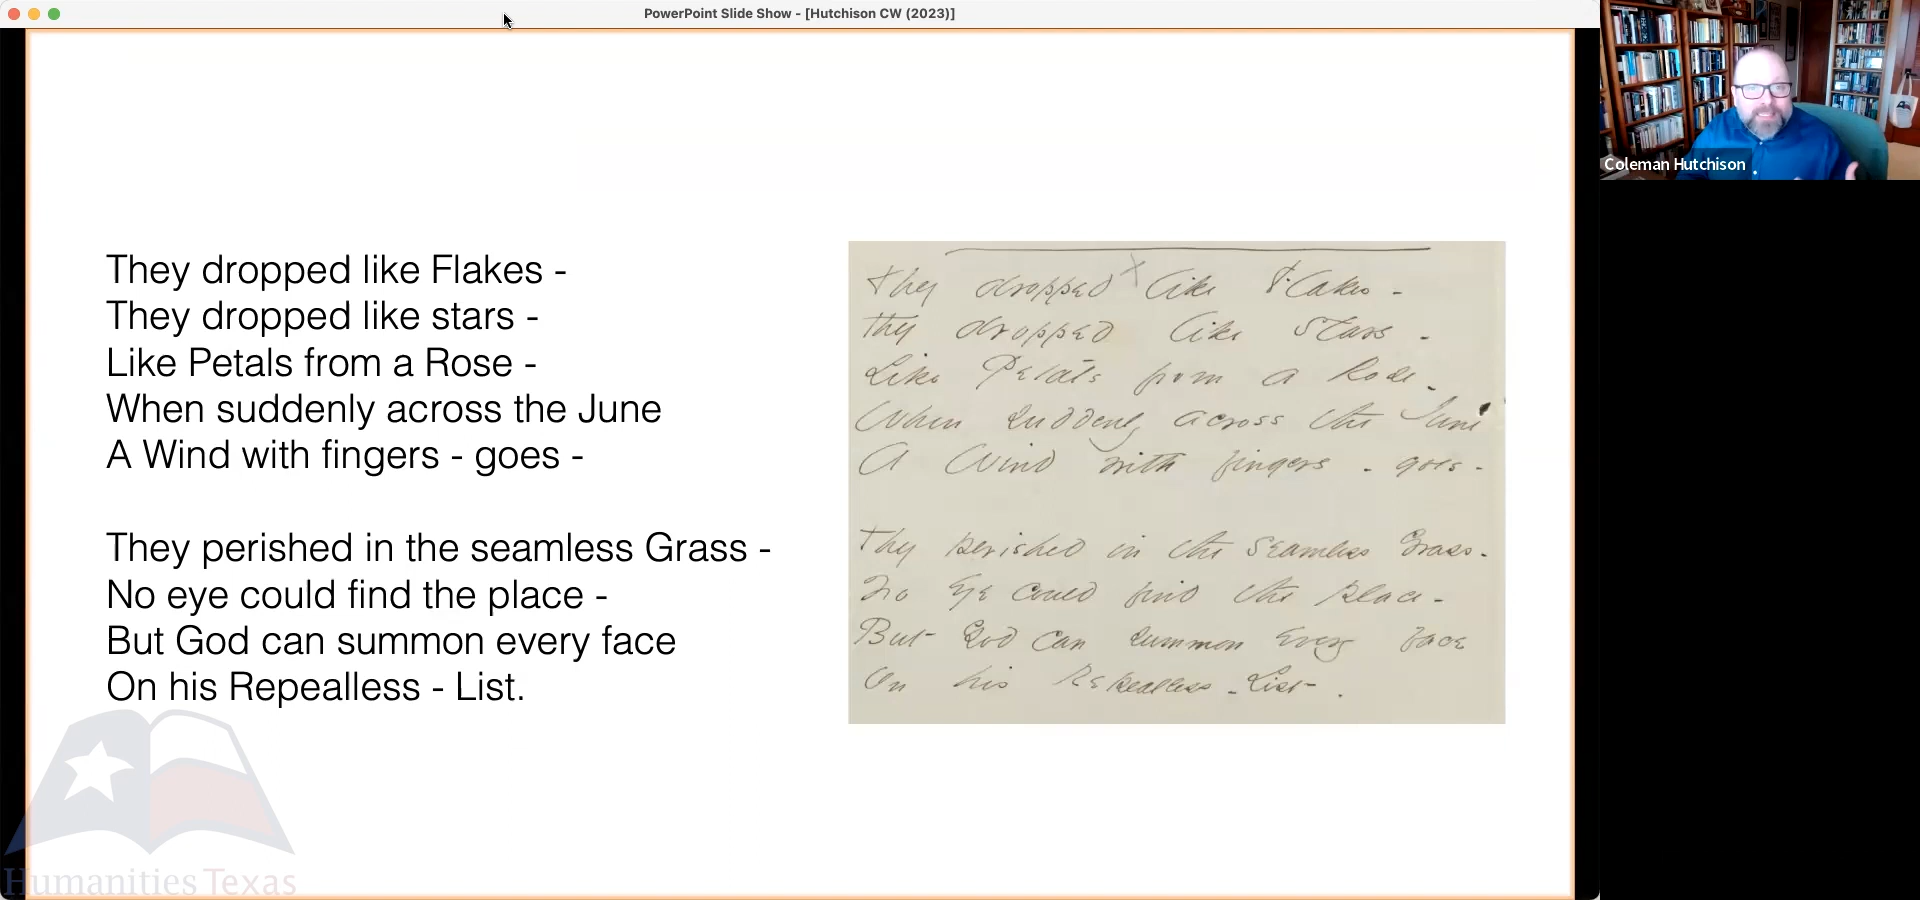 PowerPoint Slide Show - [Hutchison CW (2023)]
Coleman Hutchison
They dropped like Flakes -
They dropped like stars -
Like Petals from a Rose -
When suddenly across the June
A Wind with fingers - goes -
They perished in the seamless Grass -
No eye could find the place -
But God can summon every face
On his Repealless - List.
They dropped like Flakes -
They dropped like Stars -
Like Petals from a Rose -
When suddenly across the June
A Wind with fingers - goes -
They perished in the Seamless Grass -
No Eye could find the place -
But God can summon Every face
On his Repealless - List.
Humanities Texas